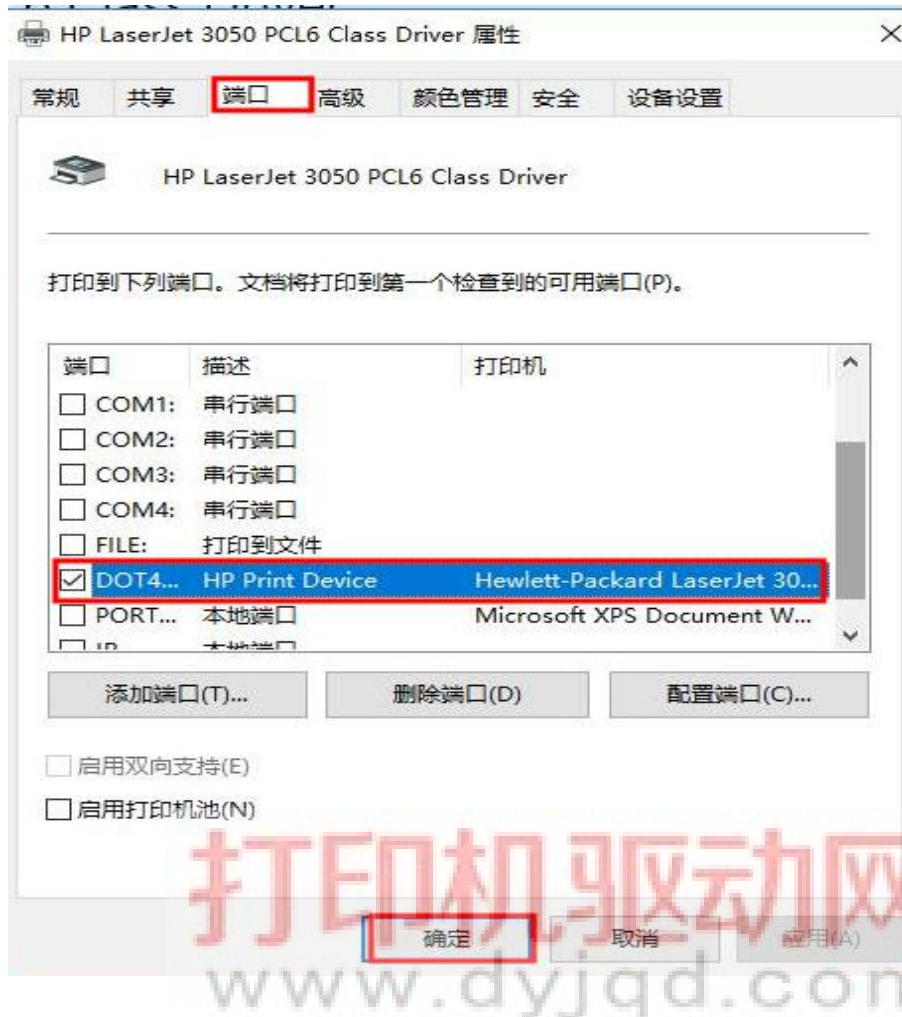 HP LaserJet 3050 PCL6 Class Driver 属性
常规 共享 端口 高级 颜色管理 安全 设备设置
HP LaserJet 3050 PCL6 Class Driver
打印到下列端口。文档将打印到第一个检查到的可用端口(P)。
端口 描述 打印机
COM1: 串行端口
COM2: 串行端口
COM3: 串行端口
COM4: 串行端口
FILE: 打印到文件
DOT4... HP Print Device Hewlett-Packard LaserJet 30...
PORT... 本地端口 Microsoft XPS Document W...
添加端口(T)... 删除端口(D) 配置端口(C)...
启用双向支持(E)
启用打印机池(N)
打印机驱动网
确定 取消 应用(A)
www.dyjqd.com